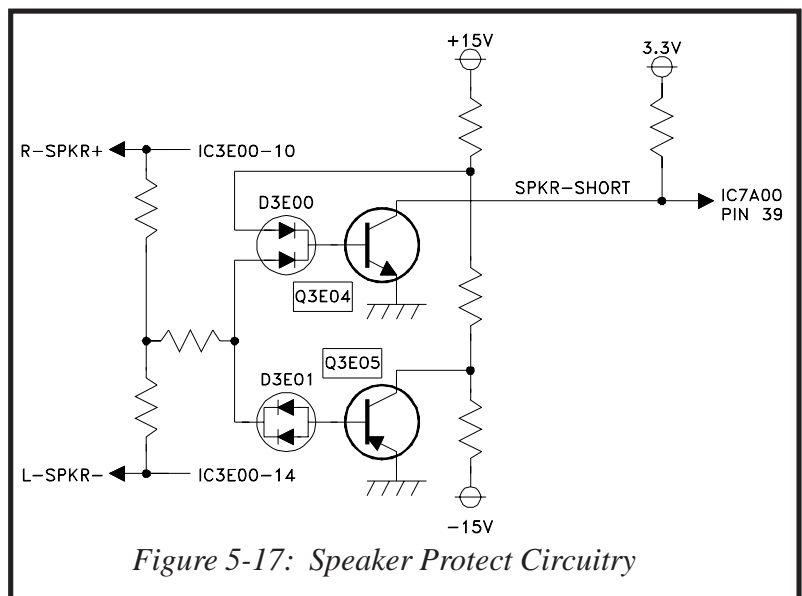 +15V
3.3V
R-SPKR+
IC3E00-10
SPKR-SHORT
IC7A00
PIN 39
D3E00
Q3E04
Q3E05
D3E01
L-SPKR-
IC3E00-14
-15V
Figure 5-17: Speaker Protect Circuitry